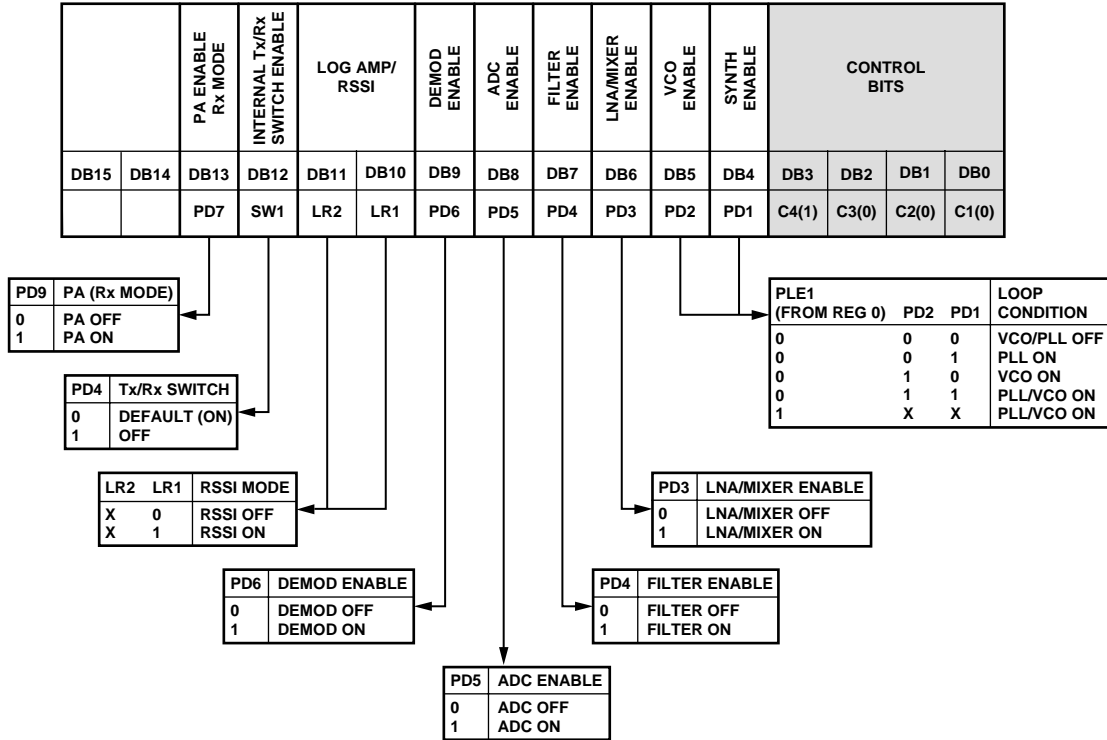 PA ENABLE
Rx MODE
INTERNAL Tx/Rx
SWITCH ENABLE
LOG AMP/
RSSI
DEMOD
ENABLE
ADC
ENABLE
FILTER
ENABLE
LNA/MIXER
ENABLE
VCO
ENABLE
SYNTH
ENABLE
CONTROL
BITS
DB15 DB14 DB13 DB12 DB11 DB10 DB9 DB8 DB7 DB6 DB5 DB4 DB3 DB2 DB1 DB0
PD7 SW1 LR2 LR1 PD6 PD5 PD4 PD3 PD2 PD1 C4(1) C3(0) C2(0) C1(0)
PD9 PA (Rx MODE)
0 PA OFF
1 PA ON
PLE1
(FROM REG 0) PD2 PD1 LOOP
CONDITION
0 0 0 VCO/PLL OFF
0 0 1 PLL ON
0 1 0 VCO ON
0 1 1 PLL/VCO ON
1 X X PLL/VCO ON
PD4 Tx/Rx SWITCH
0 DEFAULT (ON)
1 OFF
LR2 LR1 RSSI MODE
X 0 RSSI OFF
X 1 RSSI ON
PD3 LNA/MIXER ENABLE
0 LNA/MIXER OFF
1 LNA/MIXER ON
PD6 DEMOD ENABLE
0 DEMOD OFF
1 DEMOD ON
PD4 FILTER ENABLE
0 FILTER OFF
1 FILTER ON
PD5 ADC ENABLE
0 ADC OFF
1 ADC ON